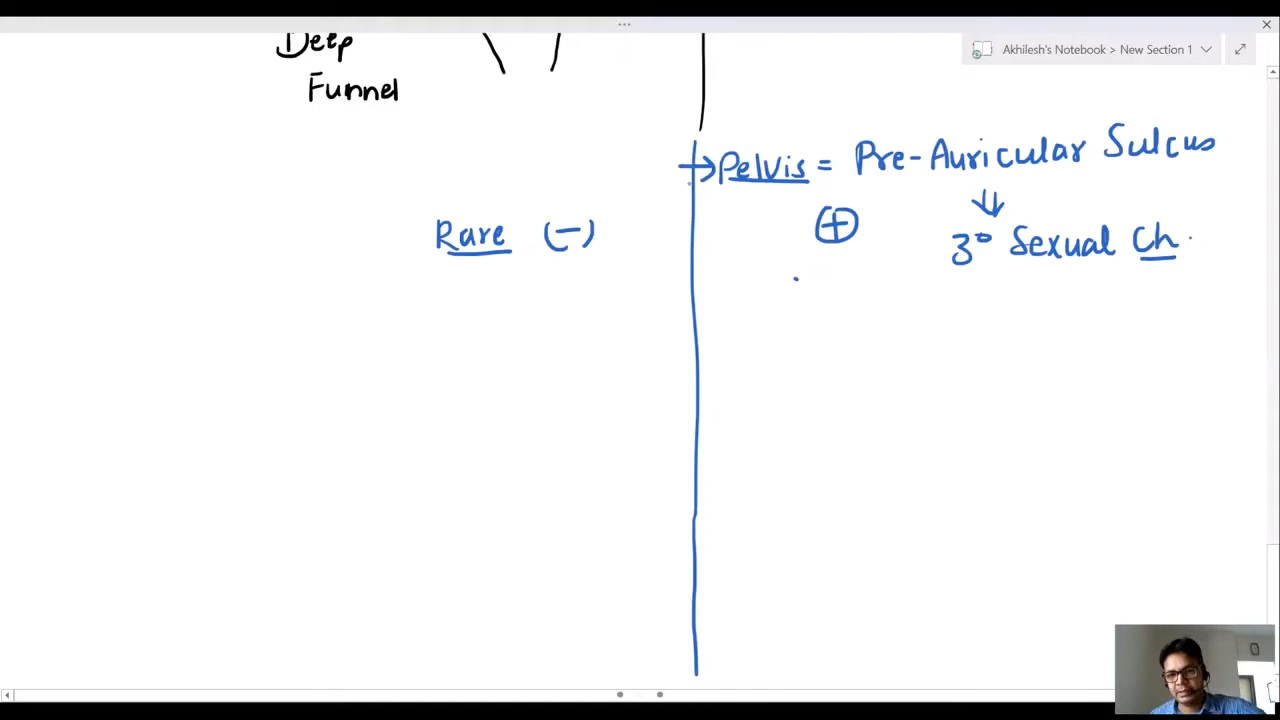 Deep
Funnel
Akhilesh's Notebook > New Section 1
→ Pelvis = Pre-Auricular Sulcus
⇓
Rare (-)
⊕
3° Sexual Ch.